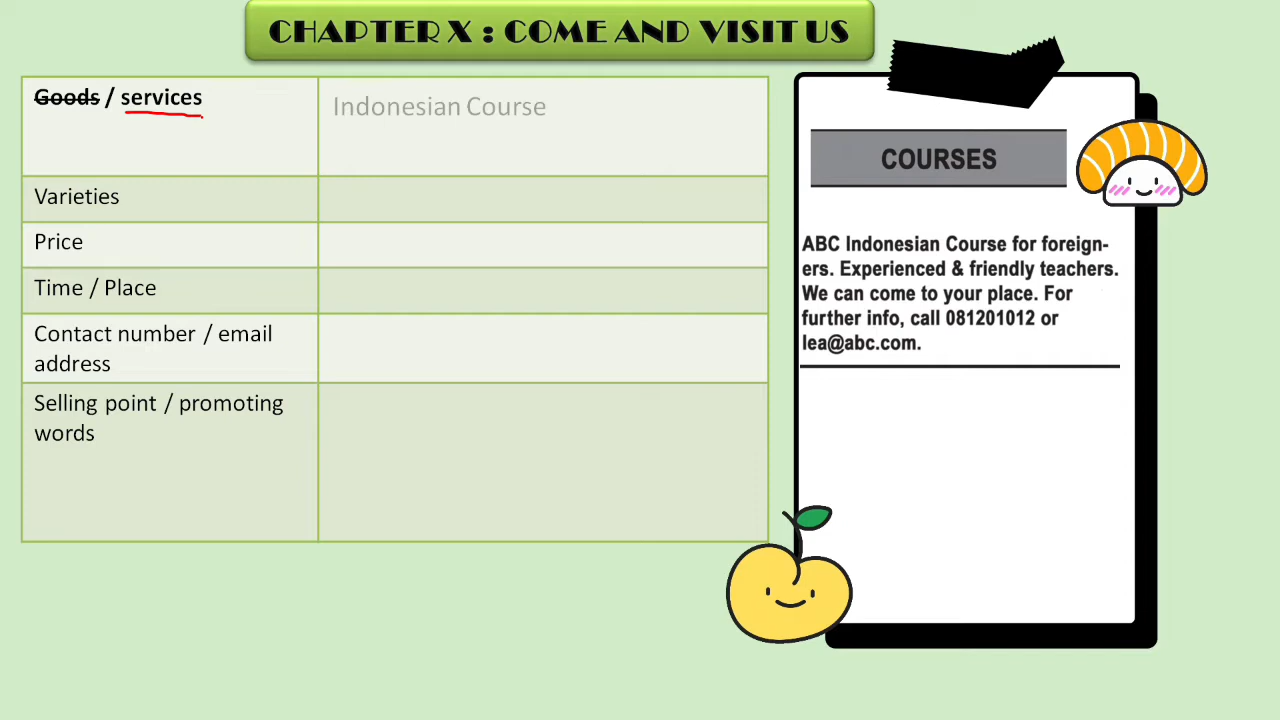 CHAPTER X : COME AND VISIT US
Goods / services
Indonesian Course
Varieties
Price
Time / Place
Contact number / email
address
Selling point / promoting
words
COURSES
ABC Indonesian Course for foreign-
ers. Experienced & friendly teachers.
We can come to your place. For
further info, call 081201012 or
lea@abc.com.